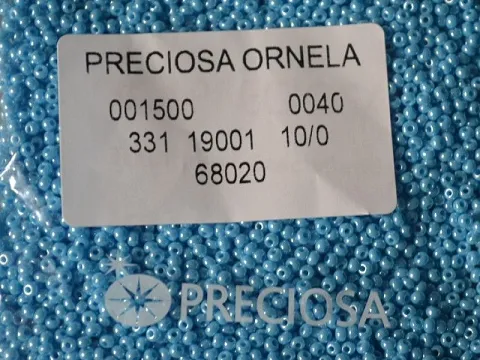 PRECIOSA ORNELA
001500 0040
331 19001 10/0
68020
PRECIOSA